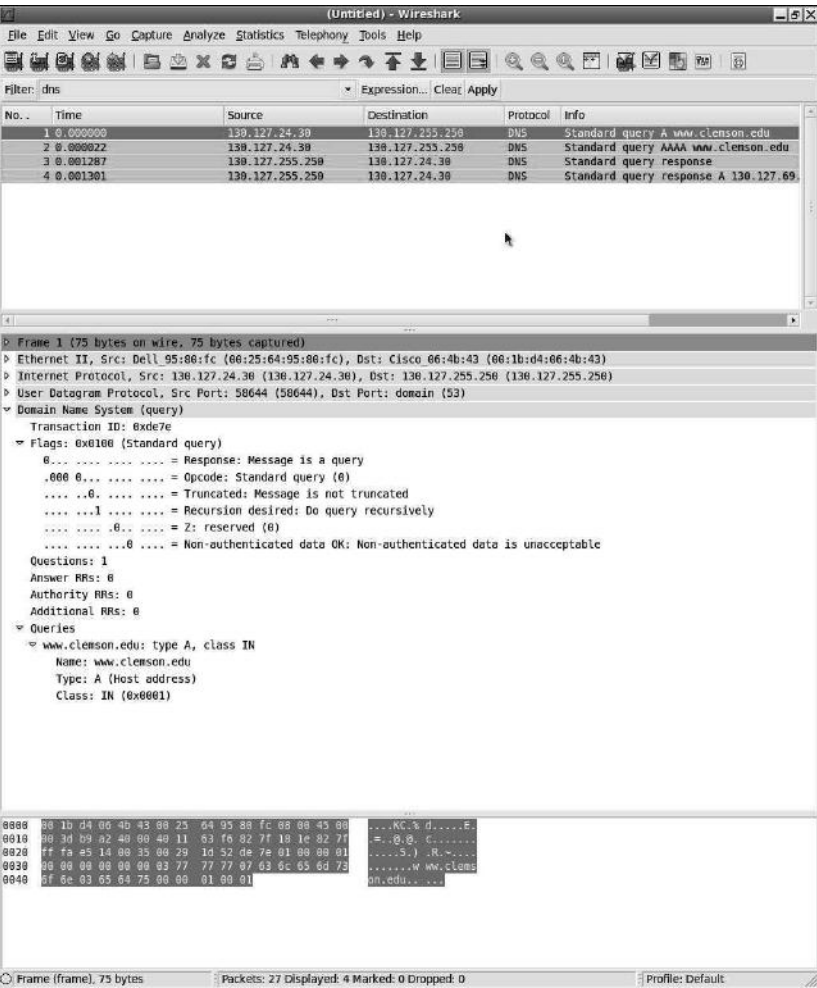 (Untitled) - Wireshark
File Edit View Go Capture Analyze Statistics Telephony Tools Help
Filter: dns Expression... Clear Apply
No. . Time Source Destination Protocol Info
1 0.000000 130.127.24.30 130.127.255.250 DNS Standard query A www.clemson.edu
2 0.000022 130.127.24.30 130.127.255.250 DNS Standard query AAAA www.clemson.edu
3 0.001287 130.127.255.250 130.127.24.30 DNS Standard query response
4 0.001301 130.127.255.250 130.127.24.30 DNS Standard query response A 130.127.69.
Frame 1 (75 bytes on wire, 75 bytes captured)
Ethernet II, Src: Dell_95:80:fc (00:25:64:95:80:fc), Dst: Cisco_06:4b:43 (00:1b:d4:06:4b:43)
Internet Protocol, Src: 130.127.24.30 (130.127.24.30), Dst: 130.127.255.250 (130.127.255.250)
User Datagram Protocol, Src Port: 58644 (58644), Dst Port: domain (53)
Domain Name System (query)
Transaction ID: 0xde7e
Flags: 0x0100 (Standard query)
0... .... .... .... = Response: Message is a query
.000 0... .... .... = Opcode: Standard query (0)
.... ..0. .... .... = Truncated: Message is not truncated
.... ...1 .... .... = Recursion desired: Do query recursively
.... .... .0.. .... = Z: reserved (0)
.... .... ...0 .... = Non-authenticated data OK: Non-authenticated data is unacceptable
Questions: 1
Answer RRs: 0
Authority RRs: 0
Additional RRs: 0
Queries
www.clemson.edu: type A, class IN
Name: www.clemson.edu
Type: A (Host address)
Class: IN (0x0001)
0000 00 1b d4 06 4b 43 00 25 64 95 80 fc 08 00 45 00 ....KC.% d.....E.
0010 00 3d b9 a2 40 00 40 11 63 f6 82 7f 18 1e 82 7f .=..@.@. c.......
0020 ff fa e5 14 00 35 00 29 1d 52 de 7e 01 00 00 01 .....5.) .R.~....
0030 00 00 00 00 00 00 03 77 77 77 07 63 6c 65 6d 73 .......w ww.clems
0040 6f 6e 03 65 64 75 00 00 01 00 01 on.edu.. ...
Frame (frame), 75 bytes Packets: 27 Displayed: 4 Marked: 0 Dropped: 0 Profile: Default